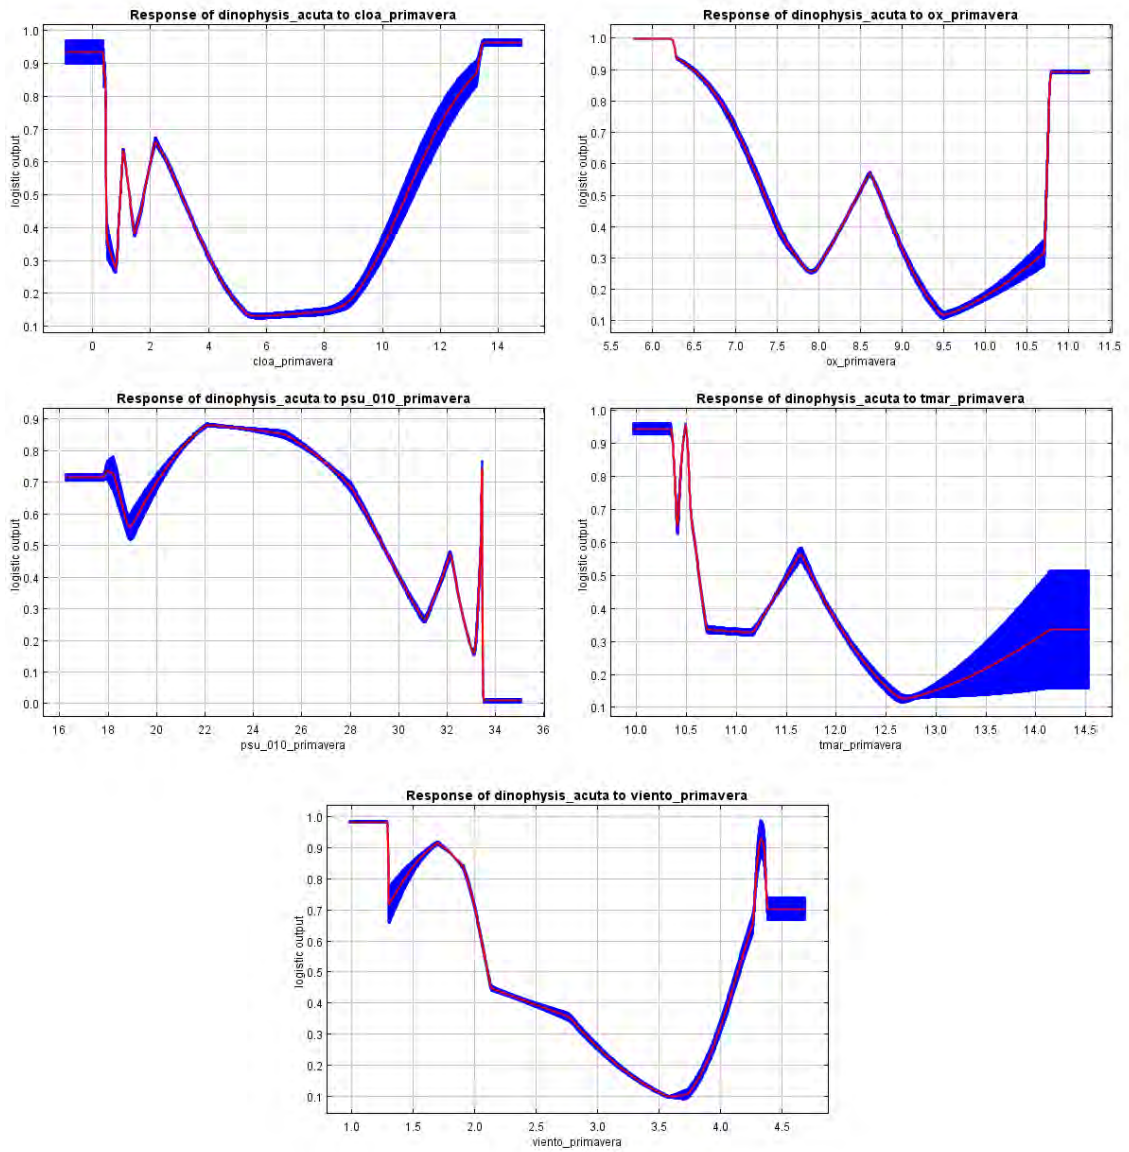 Response of dinophysis_acuta to cloa_primavera
logistic output
1.0
0.9
0.8
0.7
0.6
0.5
0.4
0.3
0.2
0.1
0 2 4 6 8 10 12 14
cloa_primavera
Response of dinophysis_acuta to ox_primavera
logistic output
1.0
0.9
0.8
0.7
0.6
0.5
0.4
0.3
0.2
0.1
5.5 6.0 6.5 7.0 7.5 8.0 8.5 9.0 9.5 10.0 10.5 11.0 11.5
ox_primavera
Response of dinophysis_acuta to psu_010_primavera
logistic output
0.9
0.8
0.7
0.6
0.5
0.4
0.3
0.2
0.1
0.0
16 18 20 22 24 26 28 30 32 34 36
psu_010_primavera
Response of dinophysis_acuta to tmar_primavera
logistic output
1.0
0.9
0.8
0.7
0.6
0.5
0.4
0.3
0.2
0.1
10.0 10.5 11.0 11.5 12.0 12.5 13.0 13.5 14.0 14.5
tmar_primavera
Response of dinophysis_acuta to viento_primavera
logistic output
1.0
0.9
0.8
0.7
0.6
0.5
0.4
0.3
0.2
0.1
1.0 1.5 2.0 2.5 3.0 3.5 4.0 4.5
viento_primavera